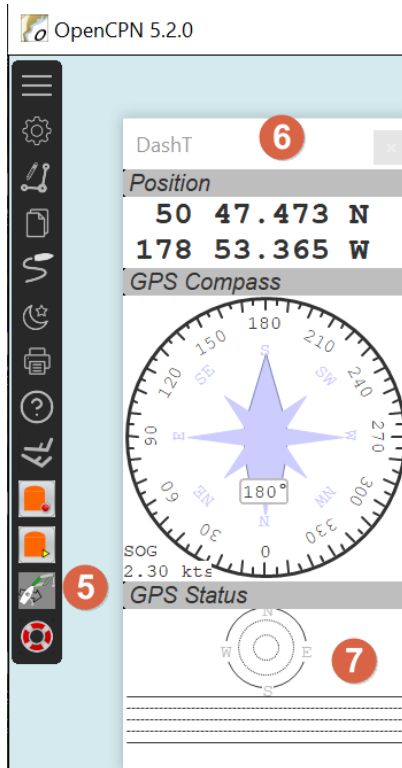 OpenCPN 5.2.0
6
DashT
×
Position
50 47.473 N
178 53.365 W
GPS Compass
180
150 210
S
120 SE SW 240
90 E W 270
180°
60 NE NW 300
N
30 330
0
SOG
2.30 kts
5
GPS Status
N
W E
7
S